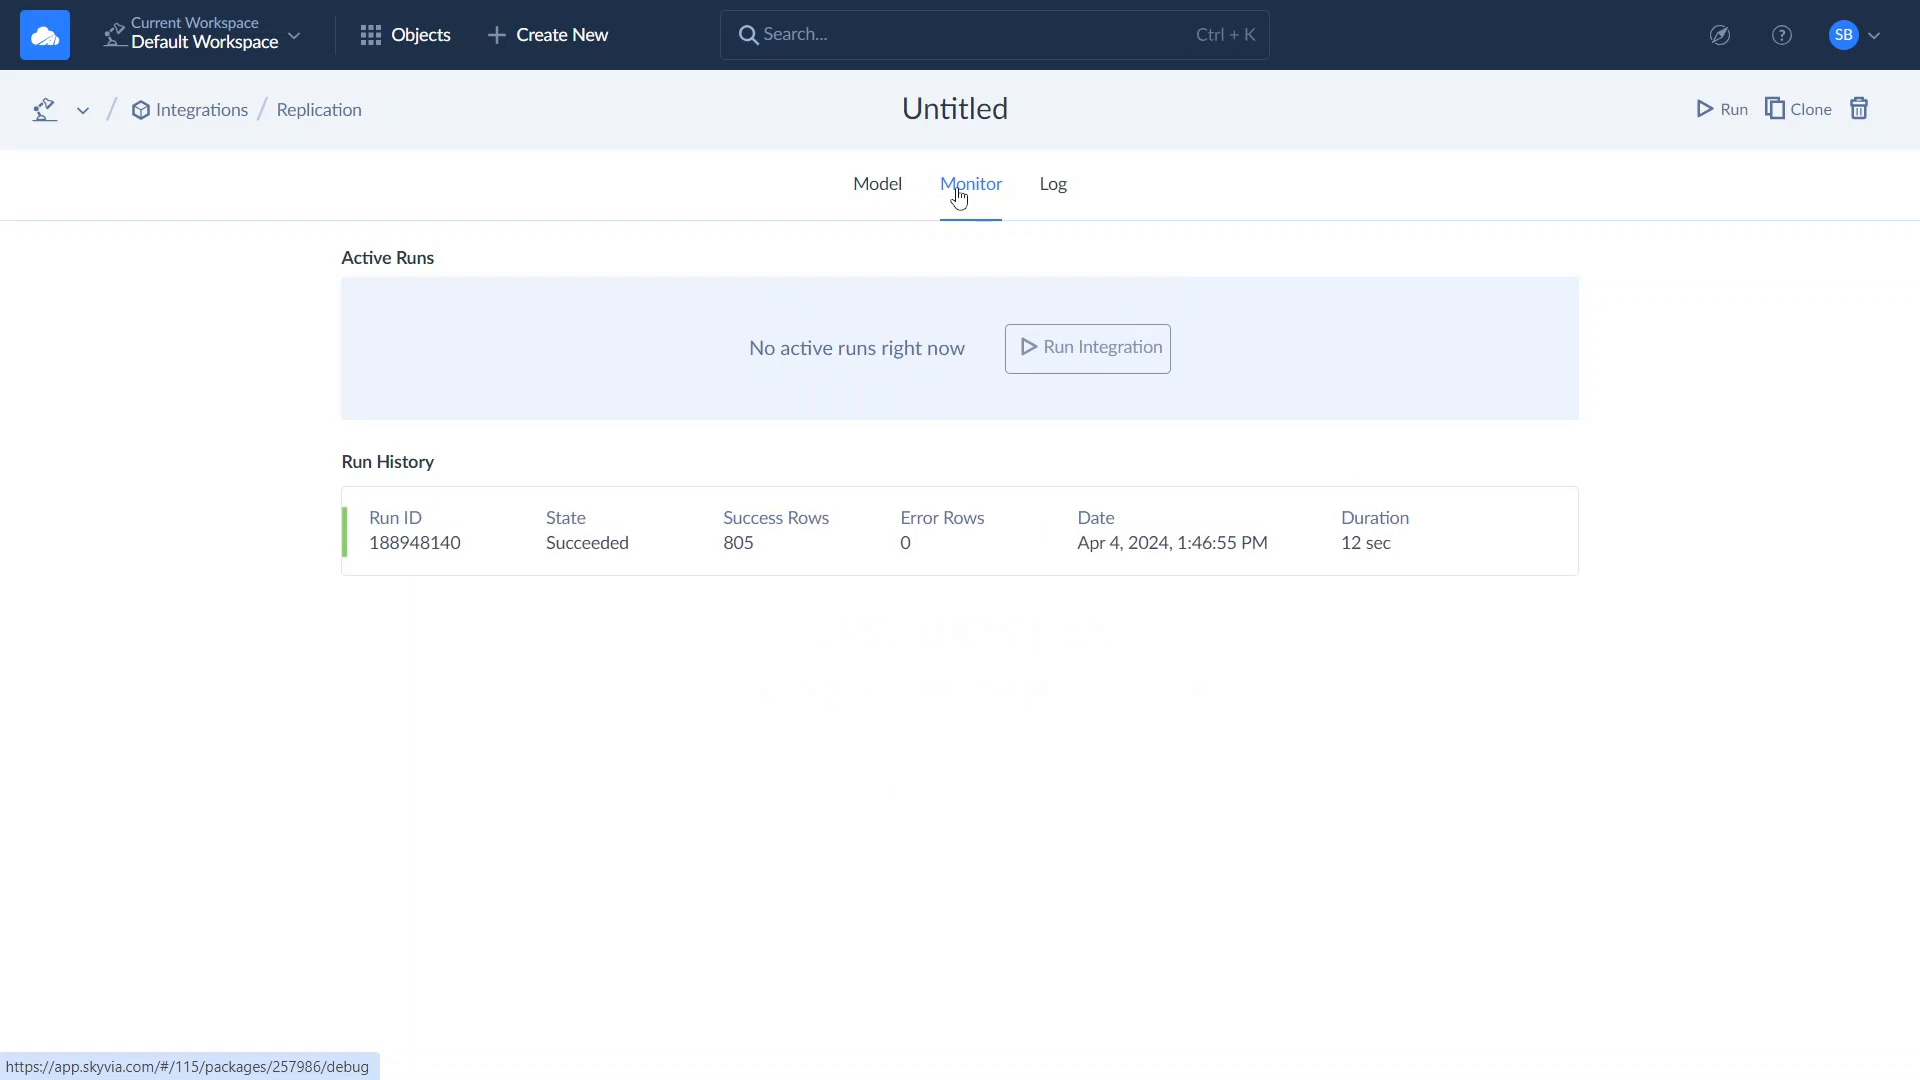 Current Workspace
Default Workspace
Objects
Create New
Search...
Ctrl + K
SB
Integrations / Replication
Untitled
Run
Clone
Model
Monitor
Log
Active Runs
No active runs right now
Run Integration
Run History
Run ID
State
Success Rows
Error Rows
Date
Duration
188948140
Succeeded
805
0
Apr 4, 2024, 1:46:55 PM
12 sec
https://app.skyvia.com/#/115/packages/257986/debug